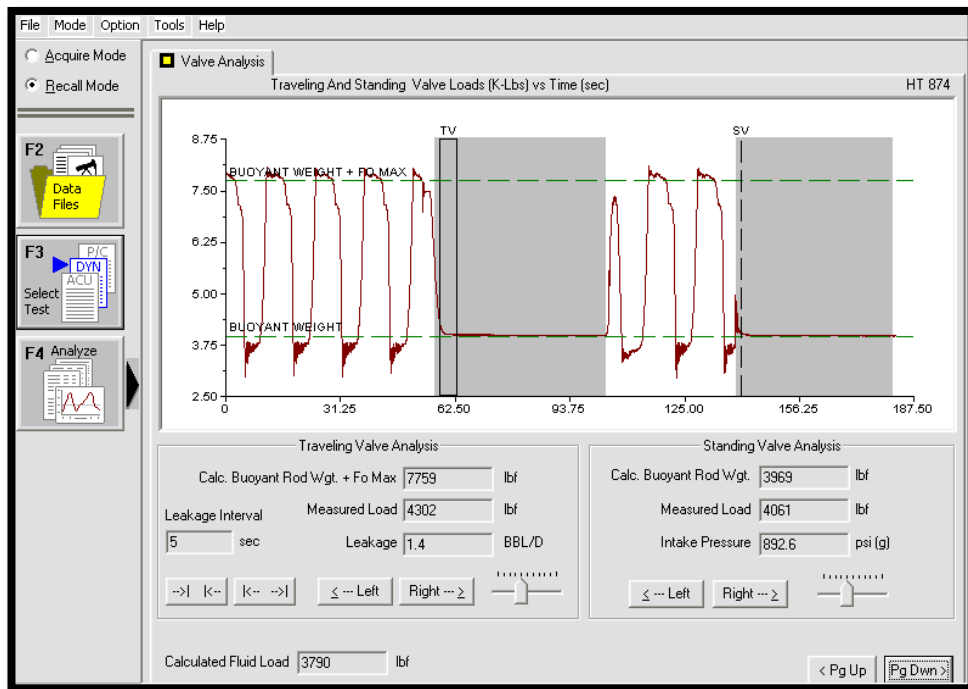 File Mode Option Tools Help
Acquire Mode
Recall Mode
F2
Data
Files
F3
P/C
DYN
ACU
Select
Test
F4 Analyze
Valve Analysis
Traveling And Standing Valve Loads (K-Lbs) vs Time (sec) HT 874
TV SV
8.75
BUOYANT WEIGHT + FO MAX
7.50
6.25
5.00
BUOYANT WEIGHT
3.75
2.50
0 31.25 62.50 93.75 125.00 156.25 187.50
Traveling Valve Analysis
Calc. Buoyant Rod Wgt. + Fo Max 7759 lbf
Leakage Interval
Measured Load 4302 lbf
5 sec
Leakage 1.4 BBL/D
-->| |<-- |<-- -->| < --- Left Right --- >
Standing Valve Analysis
Calc. Buoyant Rod Wgt. 3969 lbf
Measured Load 4061 lbf
Intake Pressure 892.6 psi (g)
< --- Left Right --- >
Calculated Fluid Load 3790 lbf
< Pg Up Pg Dwn >